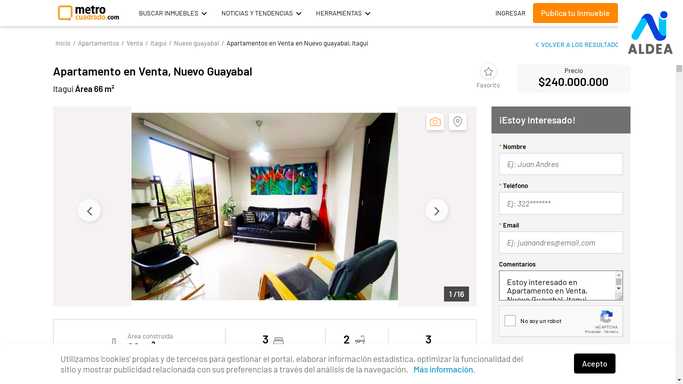 metro
cuadrado.com
BUSCAR INMUEBLES
NOTICIAS Y TENDENCIAS
HERRAMIENTAS
INGRESAR
Publica tu Inmueble
AIDEA
Inicio / Apartamentos / Venta / Itagui / Nuevo guayabal / Apartamentos en Venta en Nuevo guayabal, Itagui
< VOLVER A LOS RESULTADO
Apartamento en Venta, Nuevo Guayabal
Itagui Área 66 m²
Favorito
Precio
$240.000.000
1 / 16
¡Estoy Interesado!
* Nombre
Ej: Juan Andres
* Teléfono
Ej: 322*******
* Email
Ej: juanandres@email.com
Comentarios
Estoy interesado en
Apartamento en Venta,
No soy un robot
reCAPTCHA
Privacidad - Términos
Área construida
3
2
3
Utilizamos 'cookies' propias y de terceros para gestionar el portal, elaborar información estadística, optimizar la funcionalidad del
sitio y mostrar publicidad relacionada con sus preferencias a través del análisis de la navegación. Más información.
Acepto